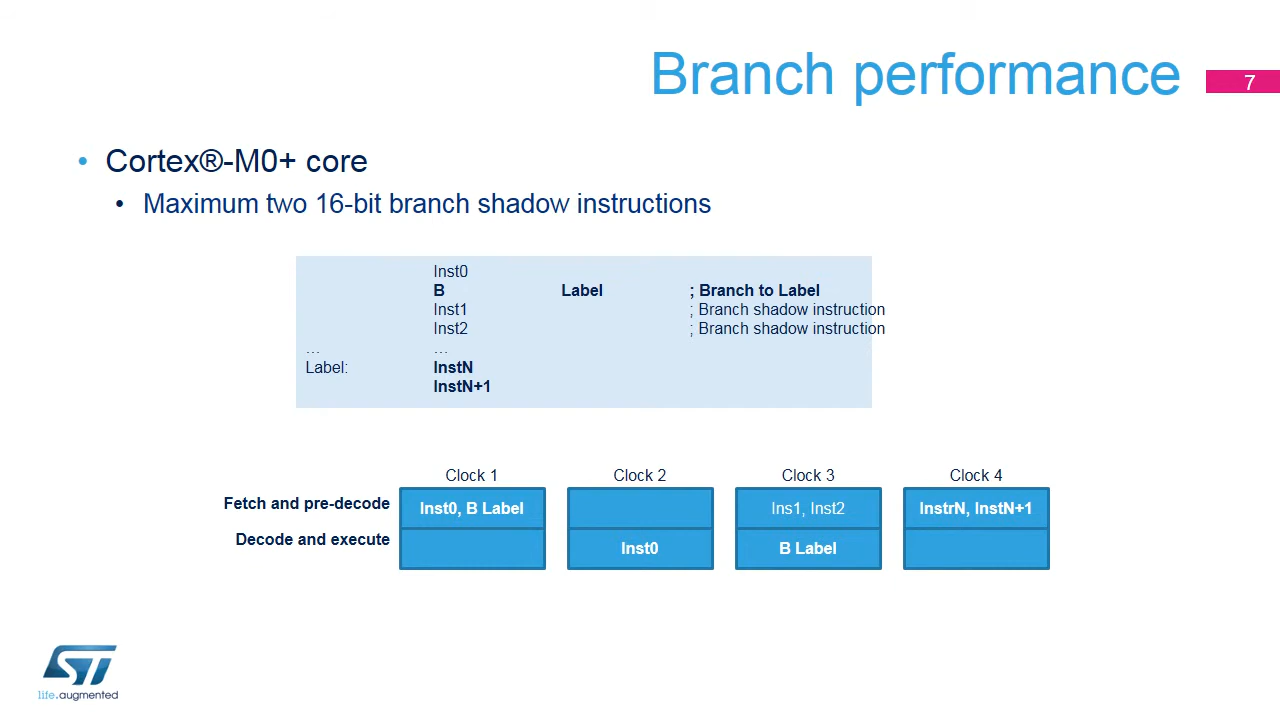 Branch performance
7
• Cortex®-M0+ core
• Maximum two 16-bit branch shadow instructions
Inst0
B Label ; Branch to Label
Inst1 ; Branch shadow instruction
Inst2 ; Branch shadow instruction
... ...
Label: InstN
InstN+1
Clock 1 Clock 2 Clock 3 Clock 4
Fetch and pre-decode Inst0, B Label Ins1, Inst2 InstrN, InstN+1
Decode and execute Inst0 B Label
ST
life.augmented